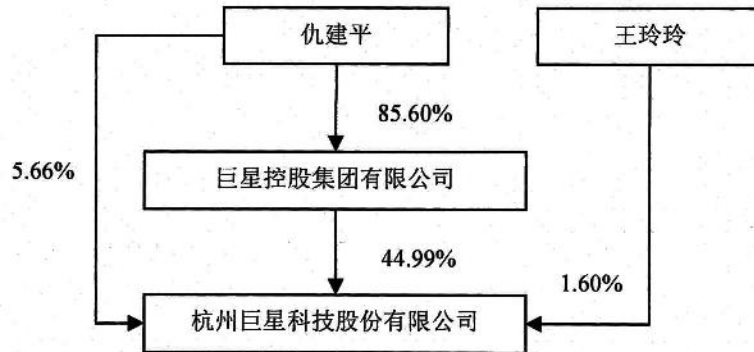 仇建平
王玲玲
85.60%
5.66%
巨星控股集团有限公司
44.99%
1.60%
杭州巨星科技股份有限公司